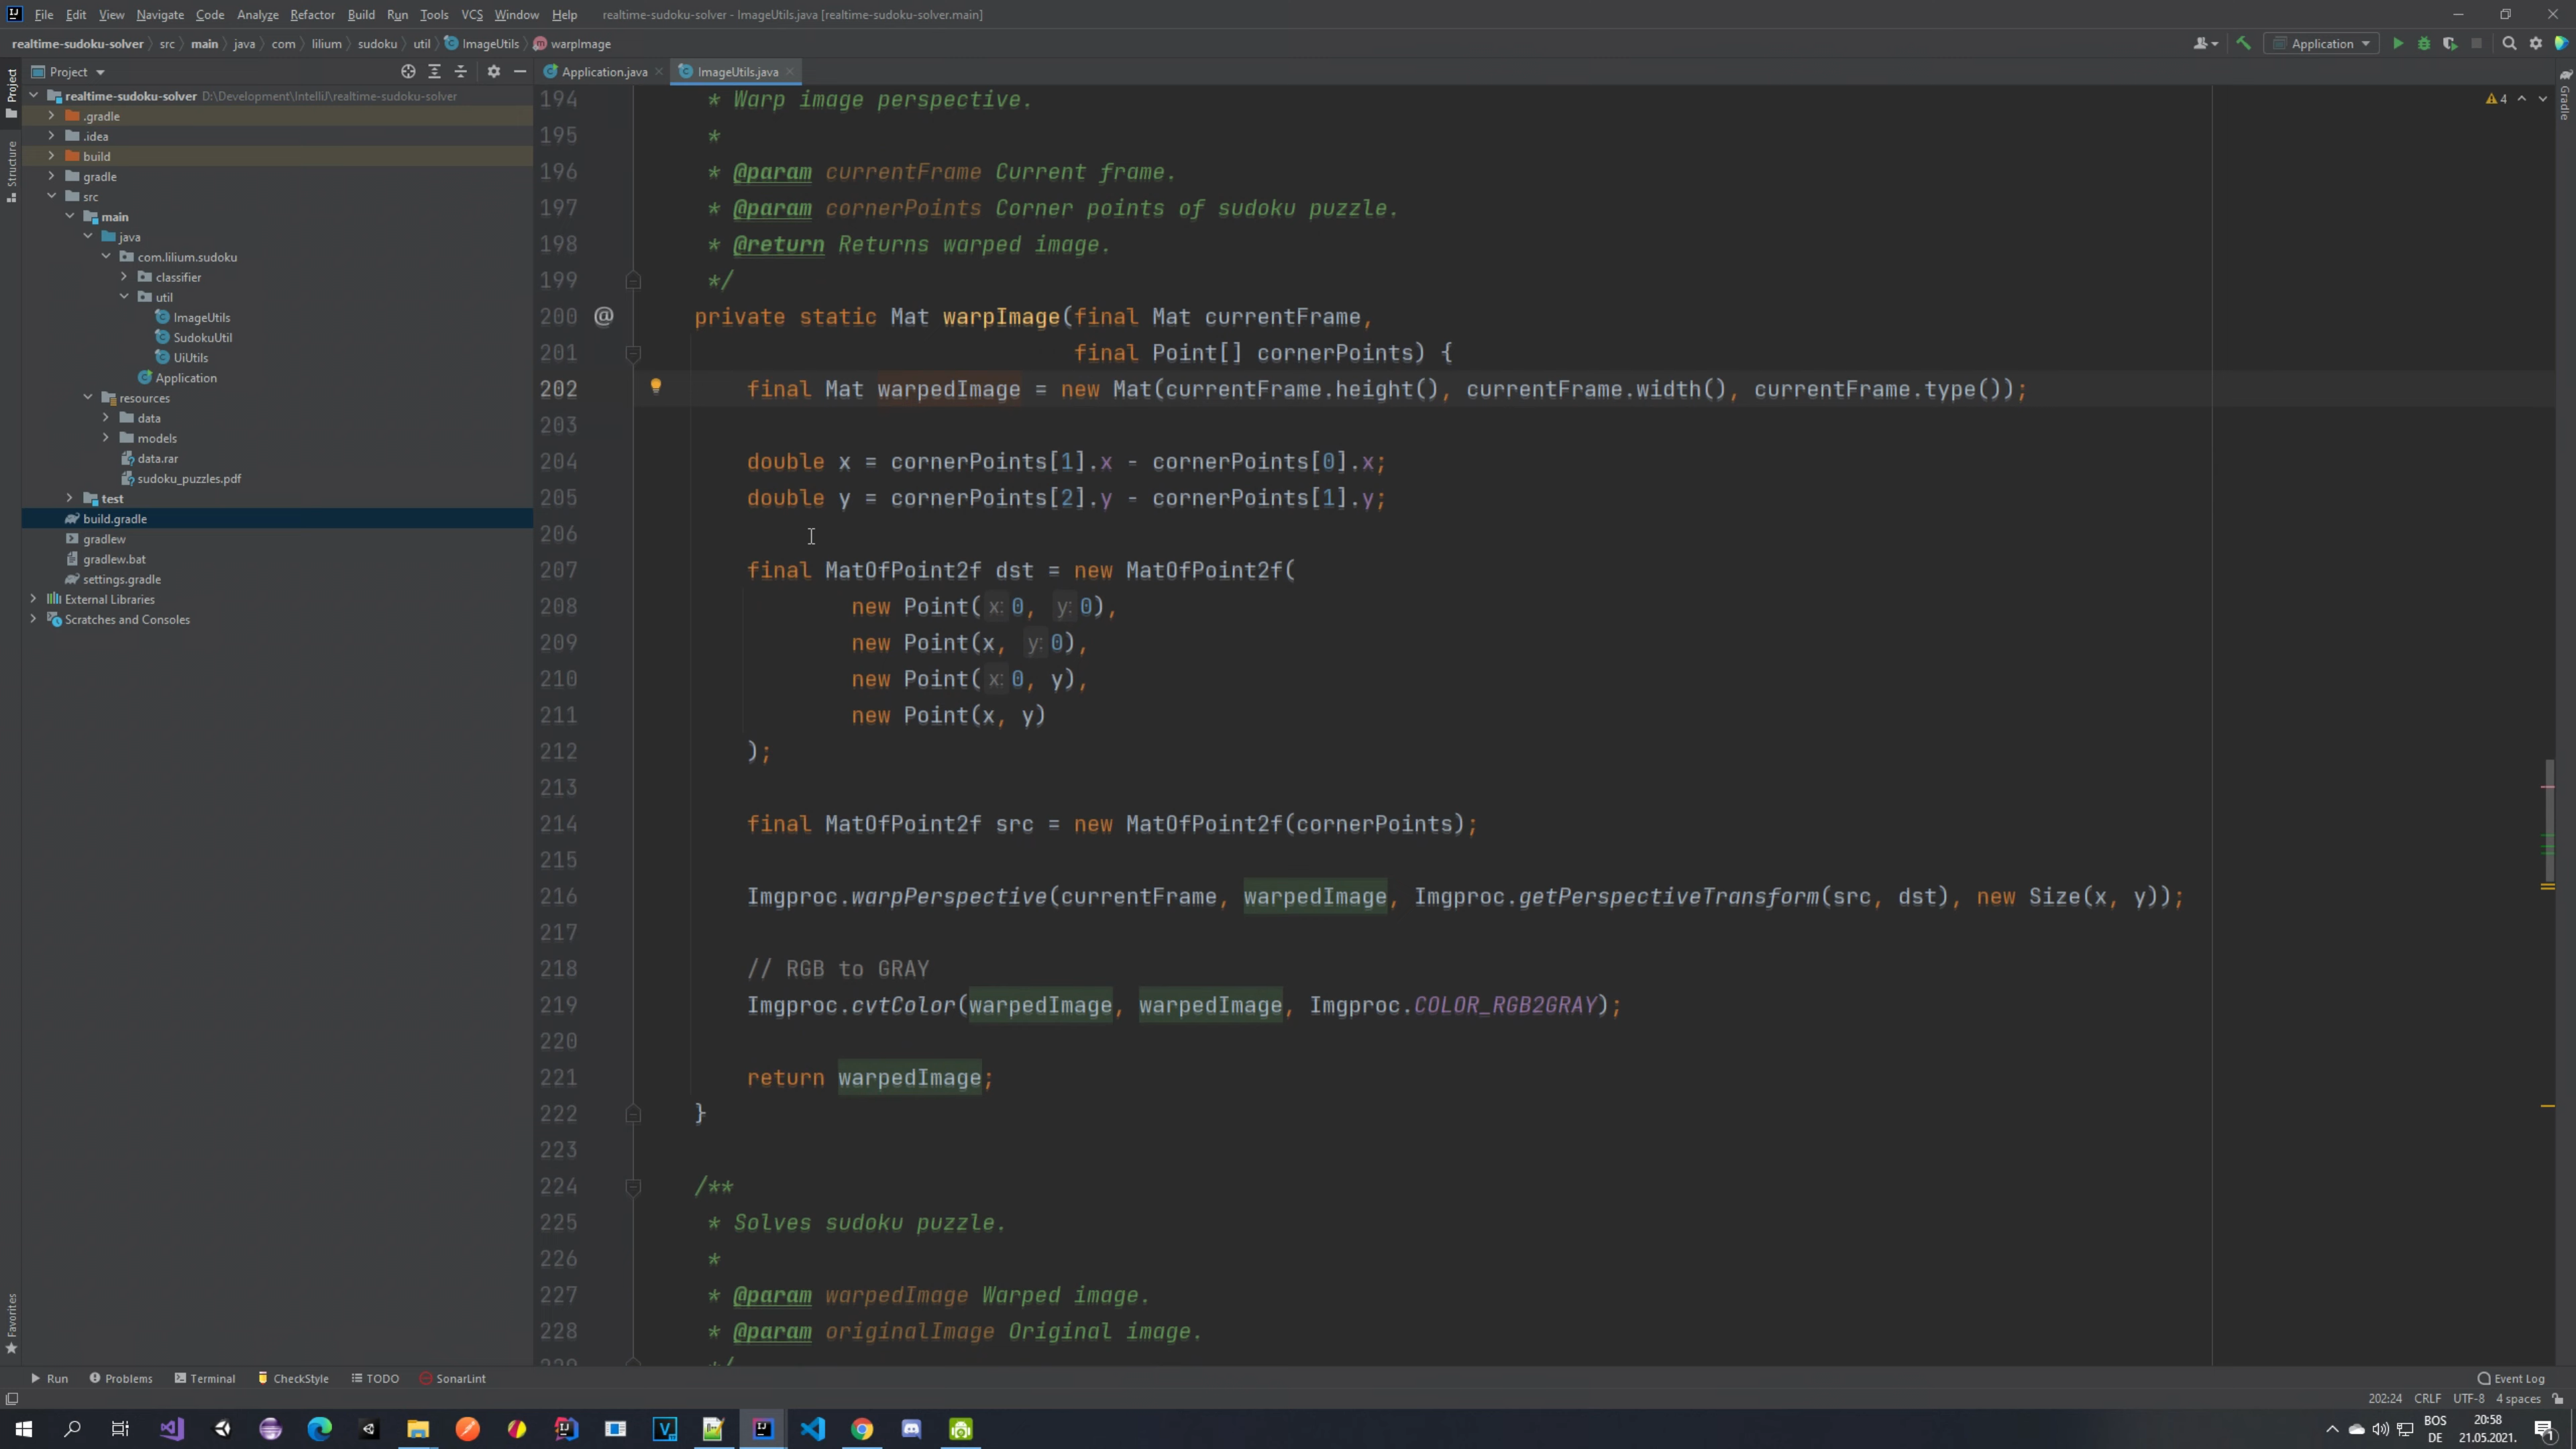 File Edit View Navigate Code Analyze Refactor Build Run Tools VCS Window Help realtime-sudoku-solver - ImageUtils.java [realtime-sudoku-solver.main]
realtime-sudoku-solver src main java com lilium sudoku util ImageUtils warpImage Application
Project Application.java ImageUtils.java
Project
Structure
Favorites
Gradle
realtime-sudoku-solver D:\Development\IntelliJ\realtime-sudoku-solver
.gradle
.idea
build
gradle
src
main
java
com.lilium.sudoku
classifier
util
ImageUtils
SudokuUtil
UiUtils
Application
resources
data
models
data.rar
sudoku_puzzles.pdf
test
build.gradle
gradlew
gradlew.bat
settings.gradle
External Libraries
Scratches and Consoles
4
194 * Warp image perspective.
195 *
196 * @param currentFrame Current frame.
197 * @param cornerPoints Corner points of sudoku puzzle.
198 * @return Returns warped image.
199 */
200 @ private static Mat warpImage(final Mat currentFrame,
201 final Point[] cornerPoints) {
202 final Mat warpedImage = new Mat(currentFrame.height(), currentFrame.width(), currentFrame.type());
203
204 double x = cornerPoints[1].x - cornerPoints[0].x;
205 double y = cornerPoints[2].y - cornerPoints[1].y;
206
207 final MatOfPoint2f dst = new MatOfPoint2f(
208 new Point( x: 0, y: 0),
209 new Point(x, y: 0),
210 new Point( x: 0, y),
211 new Point(x, y)
212 );
213
214 final MatOfPoint2f src = new MatOfPoint2f(cornerPoints);
215
216 Imgproc.warpPerspective(currentFrame, warpedImage, Imgproc.getPerspectiveTransform(src, dst), new Size(x, y));
217
218 // RGB to GRAY
219 Imgproc.cvtColor(warpedImage, warpedImage, Imgproc.COLOR_RGB2GRAY);
220
221 return warpedImage;
222 }
223
224 /**
225 * Solves sudoku puzzle.
226 *
227 * @param warpedImage Warped image.
228 * @param originalImage Original image.
229 */
Run Problems Terminal CheckStyle TODO SonarLint Event Log
202:24 CRLF UTF-8 4 spaces
BOS 20:58
DE 21.05.2021.
1